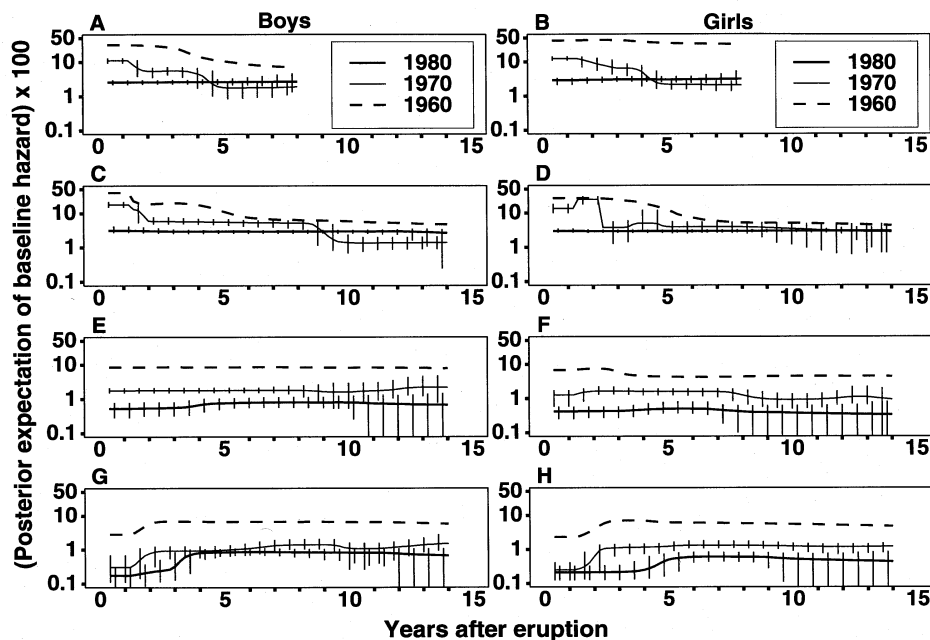 Boys Girls
A B
50 50
10 10
1 1
0.1 0.1
1980 1980
1970 1970
1960 1960
0 5 10 15 0 5 10 15
C D
50 50
10 10
1 1
0.1 0.1
0 5 10 15 0 5 10 15
E F
50 50
10 10
1 1
0.1 0.1
0 5 10 15 0 5 10 15
G H
50 50
10 10
1 1
0.1 0.1
0 5 10 15 0 5 10 15
(Posterior expectation of baseline hazard) x 100
Years after eruption